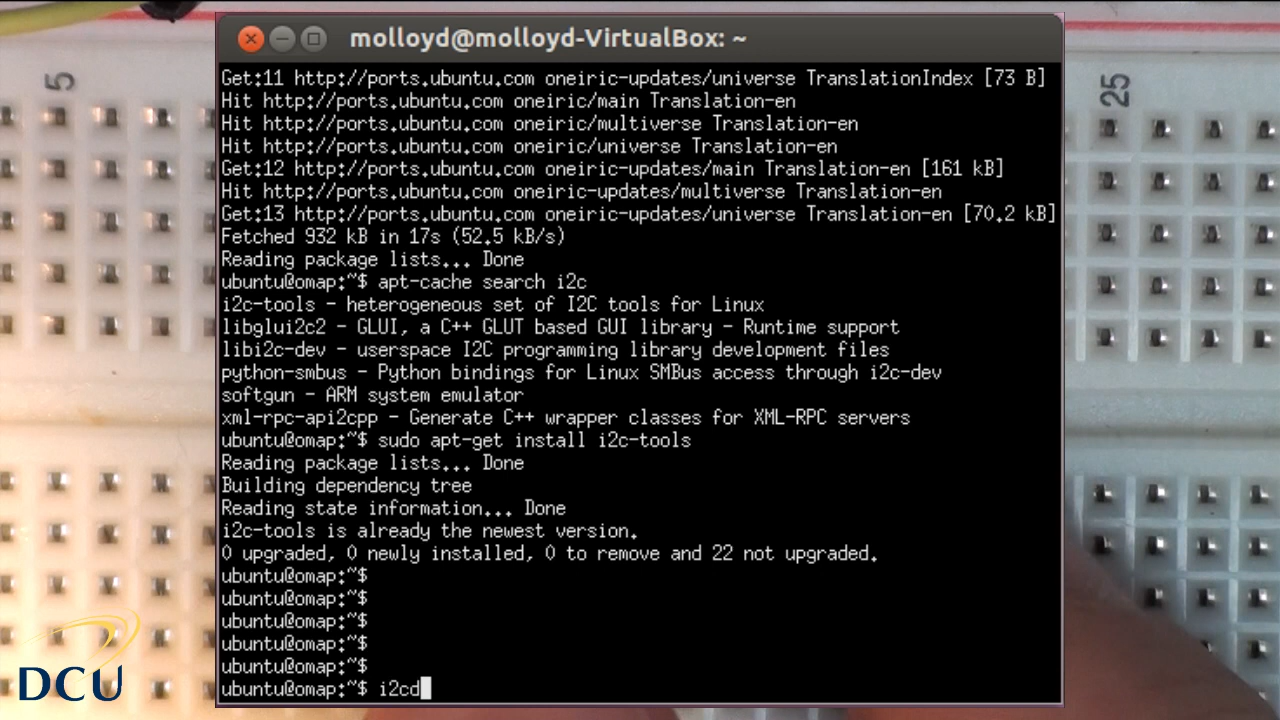 molloyd@molloyd-VirtualBox: ~
Get:11 http://ports.ubuntu.com oneiric-updates/universe TranslationIndex [73 B]
Hit http://ports.ubuntu.com oneiric/main Translation-en
Hit http://ports.ubuntu.com oneiric/multiverse Translation-en
Hit http://ports.ubuntu.com oneiric/universe Translation-en
Get:12 http://ports.ubuntu.com oneiric-updates/main Translation-en [161 kB]
Hit http://ports.ubuntu.com oneiric-updates/multiverse Translation-en
Get:13 http://ports.ubuntu.com oneiric-updates/universe Translation-en [70.2 kB]
Fetched 932 kB in 17s (52.5 kB/s)
Reading package lists... Done
ubuntu@omap:~$ apt-cache search i2c
i2c-tools - heterogeneous set of I2C tools for Linux
libglui2c2 - GLUI, a C++ GLUT based GUI library - Runtime support
libi2c-dev - userspace I2C programming library development files
python-smbus - Python bindings for Linux SMBus access through i2c-dev
softgun - ARM system emulator
xml-rpc-api2cpp - Generate C++ wrapper classes for XML-RPC servers
ubuntu@omap:~$ sudo apt-get install i2c-tools
Reading package lists... Done
Building dependency tree
Reading state information... Done
i2c-tools is already the newest version.
0 upgraded, 0 newly installed, 0 to remove and 22 not upgraded.
ubuntu@omap:~$
ubuntu@omap:~$
ubuntu@omap:~$
ubuntu@omap:~$
ubuntu@omap:~$
ubuntu@omap:~$ i2cd
5
25
DCU